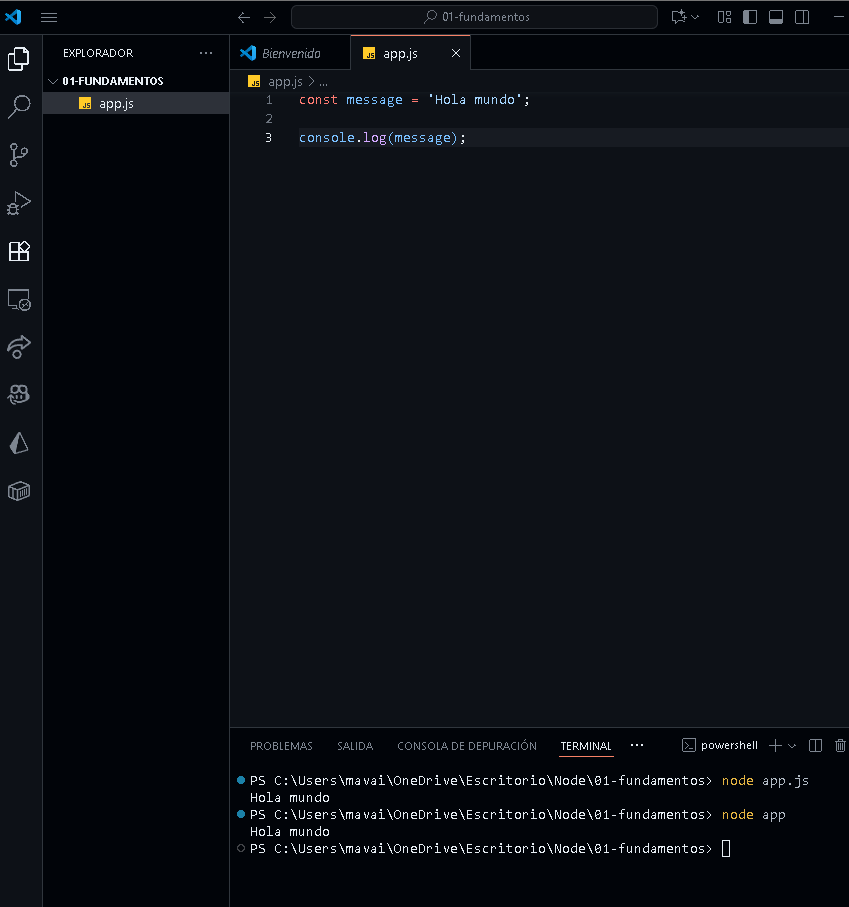 01-fundamentos
EXPLORADOR ...
01-FUNDAMENTOS
JS app.js
Bienvenido
JS app.js
JS app.js > ...
1 const message = 'Hola mundo';
2
3 console.log(message);
PROBLEMAS SALIDA CONSOLA DE DEPURACIÓN TERMINAL ... powershell
PS C:\Users\mavai\OneDrive\Escritorio\Node\01-fundamentos> node app.js
Hola mundo
PS C:\Users\mavai\OneDrive\Escritorio\Node\01-fundamentos> node app
Hola mundo
PS C:\Users\mavai\OneDrive\Escritorio\Node\01-fundamentos>